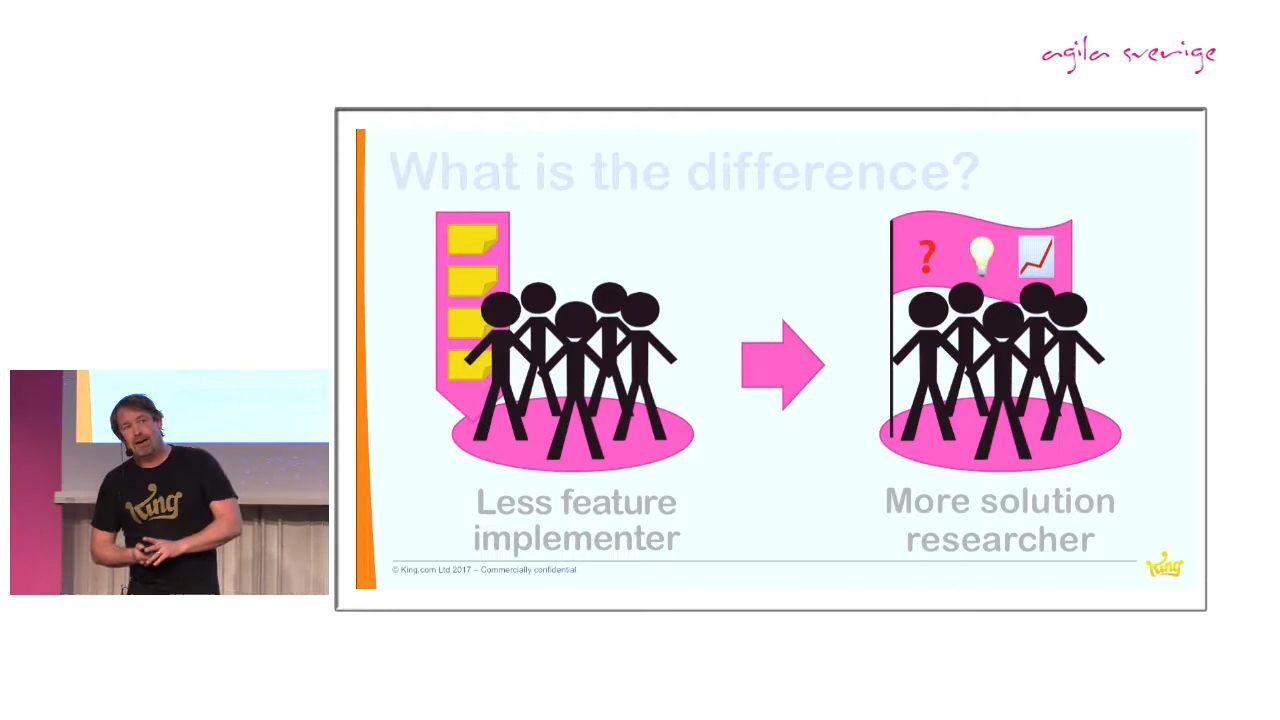 agila sverige
What is the difference?
?
Less feature
implementer
More solution
researcher
© King.com Ltd 2017 – Commercially confidential
King
King